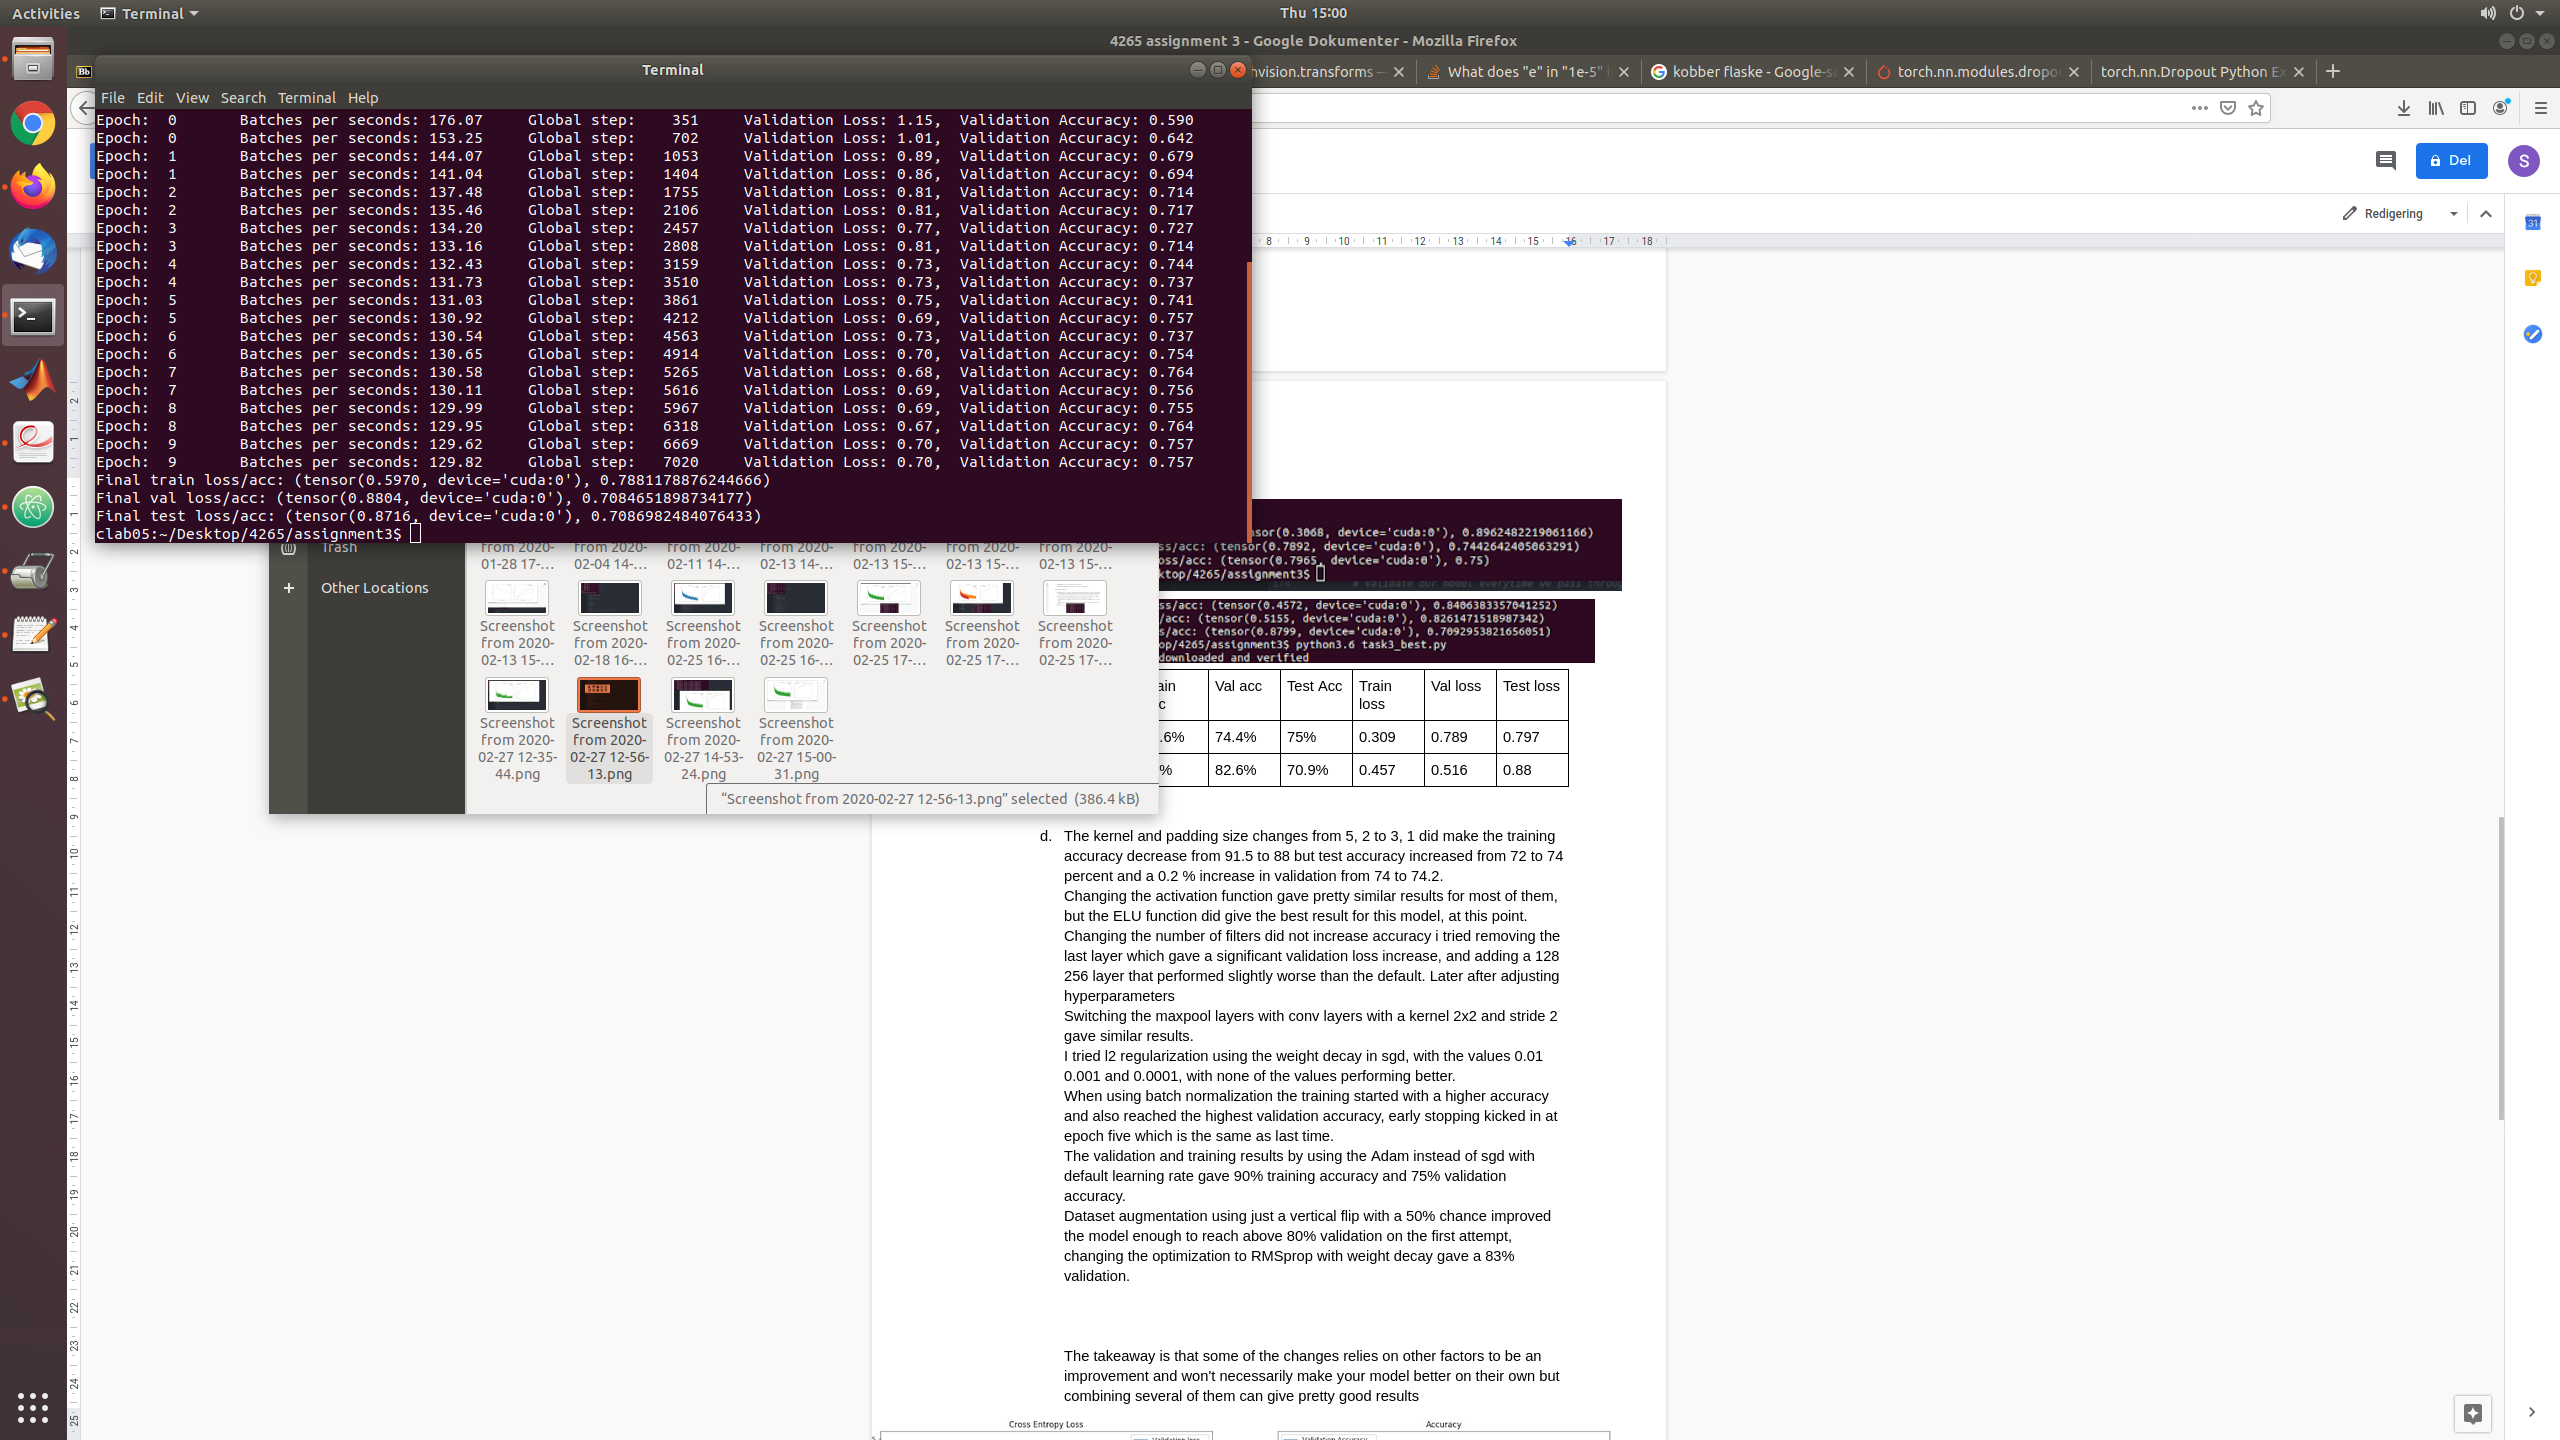 Activities Terminal Thu 15:00
4265 assignment 3 - Google Dokumenter - Mozilla Firefox
Bb Terminal nvision.transforms — What does "e" in "1e-5" i kobber flaske - Google-s torch.nn.modules.dropo torch.nn.Dropout Python Ex
File Edit View Search Terminal Help
Epoch: 0 Batches per seconds: 176.07 Global step: 351 Validation Loss: 1.15, Validation Accuracy: 0.590
Epoch: 0 Batches per seconds: 153.25 Global step: 702 Validation Loss: 1.01, Validation Accuracy: 0.642
Epoch: 1 Batches per seconds: 144.07 Global step: 1053 Validation Loss: 0.89, Validation Accuracy: 0.679
Epoch: 1 Batches per seconds: 141.04 Global step: 1404 Validation Loss: 0.86, Validation Accuracy: 0.694
Epoch: 2 Batches per seconds: 137.48 Global step: 1755 Validation Loss: 0.81, Validation Accuracy: 0.714
Epoch: 2 Batches per seconds: 135.46 Global step: 2106 Validation Loss: 0.81, Validation Accuracy: 0.717
Epoch: 3 Batches per seconds: 134.20 Global step: 2457 Validation Loss: 0.77, Validation Accuracy: 0.727
Epoch: 3 Batches per seconds: 133.16 Global step: 2808 Validation Loss: 0.81, Validation Accuracy: 0.714
Epoch: 4 Batches per seconds: 132.43 Global step: 3159 Validation Loss: 0.73, Validation Accuracy: 0.744
Epoch: 4 Batches per seconds: 131.73 Global step: 3510 Validation Loss: 0.73, Validation Accuracy: 0.737
Epoch: 5 Batches per seconds: 131.03 Global step: 3861 Validation Loss: 0.75, Validation Accuracy: 0.741
Epoch: 5 Batches per seconds: 130.92 Global step: 4212 Validation Loss: 0.69, Validation Accuracy: 0.757
Epoch: 6 Batches per seconds: 130.54 Global step: 4563 Validation Loss: 0.73, Validation Accuracy: 0.737
Epoch: 6 Batches per seconds: 130.65 Global step: 4914 Validation Loss: 0.70, Validation Accuracy: 0.754
Epoch: 7 Batches per seconds: 130.58 Global step: 5265 Validation Loss: 0.68, Validation Accuracy: 0.764
Epoch: 7 Batches per seconds: 130.11 Global step: 5616 Validation Loss: 0.69, Validation Accuracy: 0.756
Epoch: 8 Batches per seconds: 129.99 Global step: 5967 Validation Loss: 0.69, Validation Accuracy: 0.755
Epoch: 8 Batches per seconds: 129.95 Global step: 6318 Validation Loss: 0.67, Validation Accuracy: 0.764
Epoch: 9 Batches per seconds: 129.62 Global step: 6669 Validation Loss: 0.70, Validation Accuracy: 0.757
Epoch: 9 Batches per seconds: 129.82 Global step: 7020 Validation Loss: 0.70, Validation Accuracy: 0.757
Final train loss/acc: (tensor(0.5970, device='cuda:0'), 0.7881178876244666)
Final val loss/acc: (tensor(0.8804, device='cuda:0'), 0.7084651898734177)
Final test loss/acc: (tensor(0.8716, device='cuda:0'), 0.7086982484076433)
clab05:~/Desktop/4265/assignment3$
Del S
Redigering
8 9 10 11 12 13 14 15 16 17 18
31
Trash
Other Locations
from 2020- from 2020- from 2020- from 2020- from 2020- from 2020- from 2020-
01-28 17-... 02-04 14-... 02-11 14-... 02-13 14-... 02-13 15-... 02-13 15-... 02-13 15-...
Screenshot Screenshot Screenshot Screenshot Screenshot Screenshot Screenshot
from 2020- from 2020- from 2020- from 2020- from 2020- from 2020- from 2020-
02-13 15-... 02-18 16-... 02-25 16-... 02-25 16-... 02-25 17-... 02-25 17-... 02-25 17-...
Screenshot Screenshot Screenshot Screenshot
from 2020- from 2020- from 2020- from 2020-
02-27 12-35- 02-27 12-56- 02-27 14-53- 02-27 15-00-
44.png 13.png 24.png 31.png
“Screenshot from 2020-02-27 12-56-13.png” selected (386.4 kB)
nsor(0.3068, device='cuda:0'), 0.8962482219061166)
ss/acc: (tensor(0.7892, device='cuda:0'), 0.7442642405063291)
oss/acc: (tensor(0.7965, device='cuda:0'), 0.75)
ktop/4265/assignment3$
# validate our model everytime we pass throug
ss/acc: (tensor(0.4572, device='cuda:0'), 0.8406383357041252)
/acc: (tensor(0.5155, device='cuda:0'), 0.8261471518987342)
s/acc: (tensor(0.8799, device='cuda:0'), 0.7092953821656051)
op/4265/assignment3$ python3.6 task3_best.py
downloaded and verified
ain Val acc Test Acc Train Val loss Test loss
c loss
.6% 74.4% 75% 0.309 0.789 0.797
% 82.6% 70.9% 0.457 0.516 0.88
d. The kernel and padding size changes from 5, 2 to 3, 1 did make the training
accuracy decrease from 91.5 to 88 but test accuracy increased from 72 to 74
percent and a 0.2 % increase in validation from 74 to 74.2.
Changing the activation function gave pretty similar results for most of them,
but the ELU function did give the best result for this model, at this point.
Changing the number of filters did not increase accuracy i tried removing the
last layer which gave a significant validation loss increase, and adding a 128
256 layer that performed slightly worse than the default. Later after adjusting
hyperparameters
Switching the maxpool layers with conv layers with a kernel 2x2 and stride 2
gave similar results.
I tried l2 regularization using the weight decay in sgd, with the values 0.01
0.001 and 0.0001, with none of the values performing better.
When using batch normalization the training started with a higher accuracy
and also reached the highest validation accuracy, early stopping kicked in at
epoch five which is the same as last time.
The validation and training results by using the Adam instead of sgd with
default learning rate gave 90% training accuracy and 75% validation
accuracy.
Dataset augmentation using just a vertical flip with a 50% chance improved
the model enough to reach above 80% validation on the first attempt,
changing the optimization to RMSprop with weight decay gave a 83%
validation.
The takeaway is that some of the changes relies on other factors to be an
improvement and won't necessarily make your model better on their own but
combining several of them can give pretty good results
Cross Entropy Loss Accuracy
Validation Accuracy